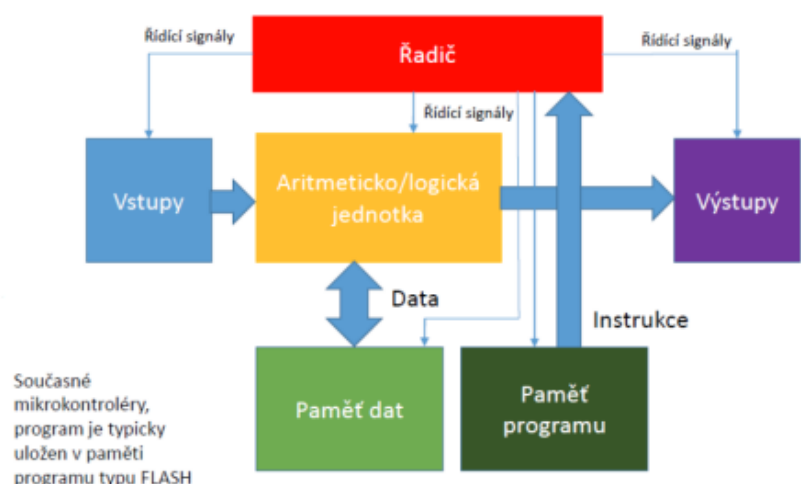 Řídící signály
Řadič
Řídící signály
Řídící signály
Vstupy
Aritmeticko/logická
jednotka
Výstupy
Data
Instrukce
Paměť dat
Paměť
programu
Současné
mikrokontroléry,
program je typicky
uložen v paměti
programu typu FLASH